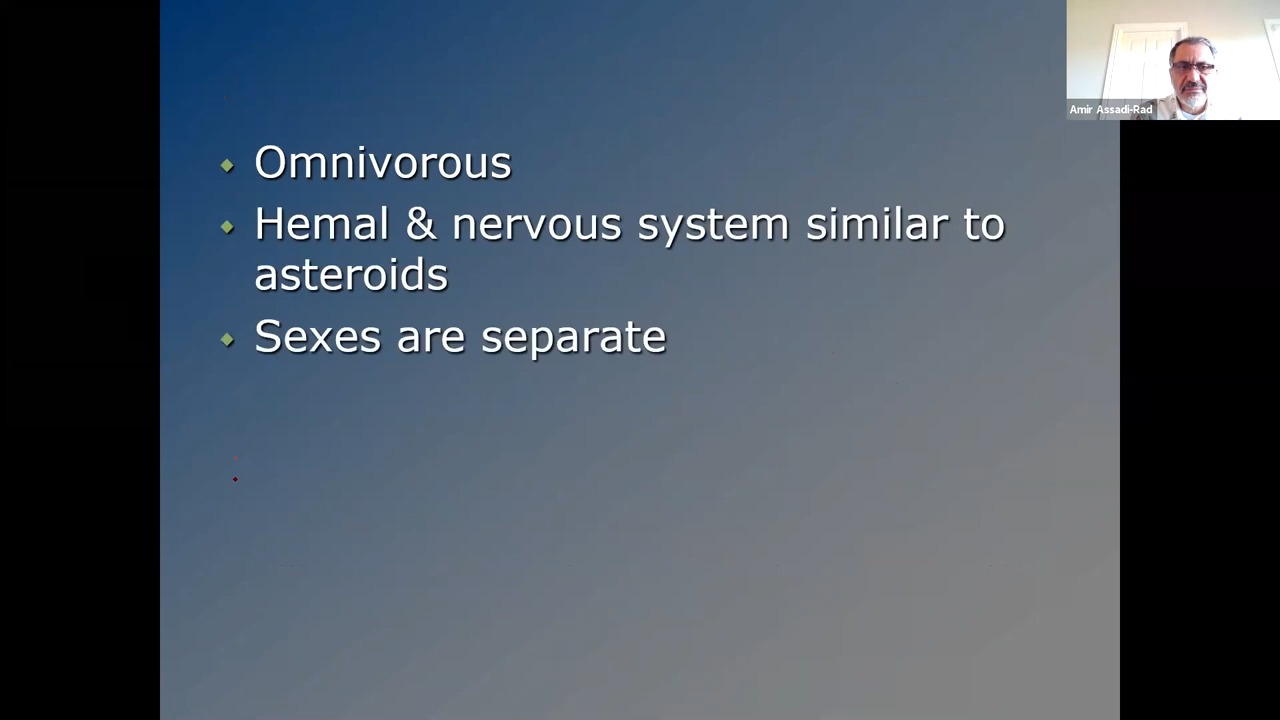 Amir Assadi-Rad
Omnivorous
Hemal & nervous system similar to
asteroids
Sexes are separate